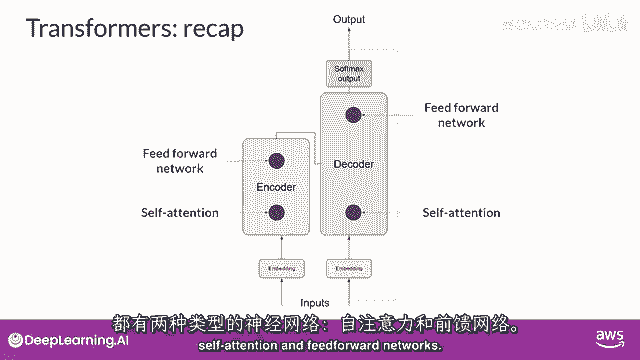 Transformers: recap
Output
Softmax
output
Feed forward
network
Decoder
Feed forward
network
Encoder
Self-attention
Self-attention
Embedding
Embedding
Inputs
都有两种类型的神经网络：自注意力和前馈网络。
self-attention and feedforward networks.
DeepLearning.AI
aws